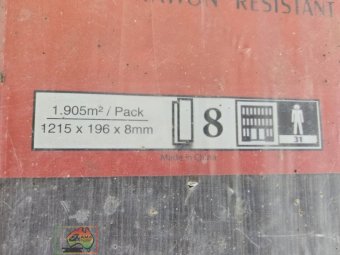 RESISTANT
1.905m² / Pack
1215 x 196 x 8mm
8
31
Made in China